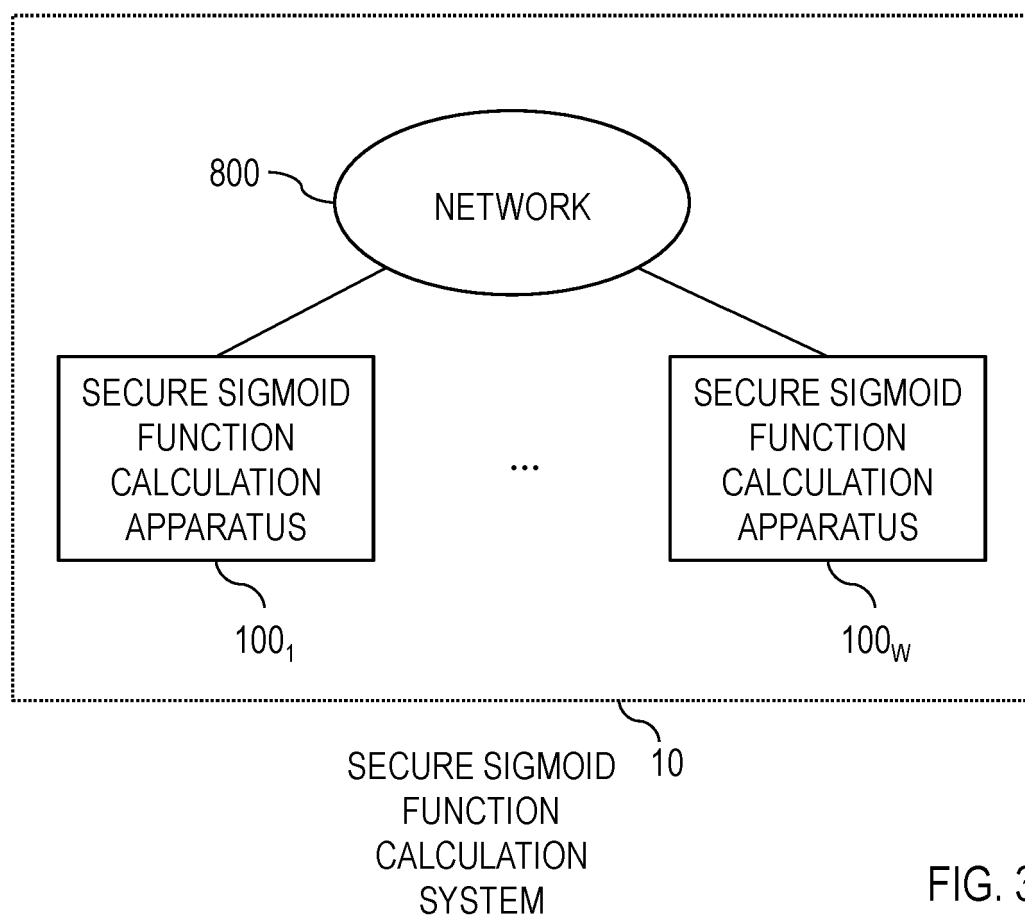 800
NETWORK
SECURE SIGMOID
FUNCTION
CALCULATION
APPARATUS
...
SECURE SIGMOID
FUNCTION
CALCULATION
APPARATUS
100₁
100W
10
SECURE SIGMOID
FUNCTION
CALCULATION
SYSTEM
FIG. 3